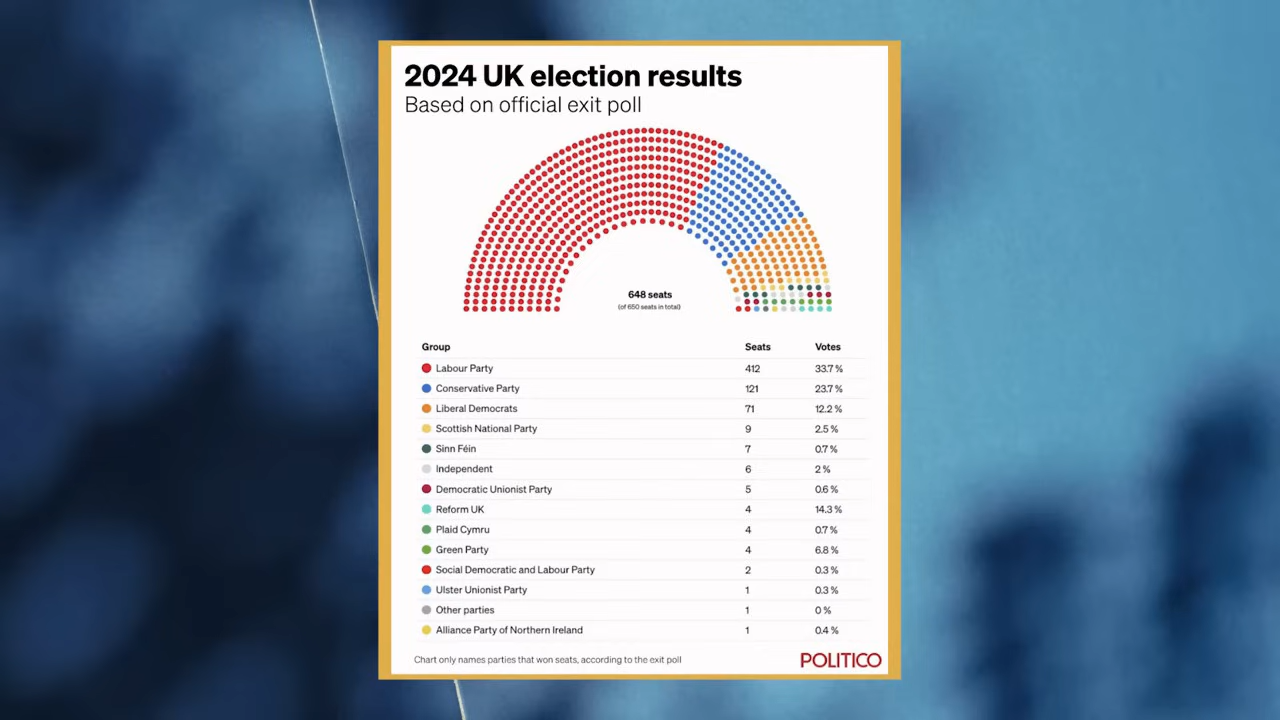 2024 UK election results
Based on official exit poll
648 seats
(of 650 seats in total)
Group Seats Votes
Labour Party 412 33.7 %
Conservative Party 121 23.7 %
Liberal Democrats 71 12.2 %
Scottish National Party 9 2.5 %
Sinn Féin 7 0.7 %
Independent 6 2 %
Democratic Unionist Party 5 0.6 %
Reform UK 4 14.3 %
Plaid Cymru 4 0.7 %
Green Party 4 6.8 %
Social Democratic and Labour Party 2 0.3 %
Ulster Unionist Party 1 0.3 %
Other parties 1 0 %
Alliance Party of Northern Ireland 1 0.4 %
Chart only names parties that won seats, according to the exit poll
POLITICO